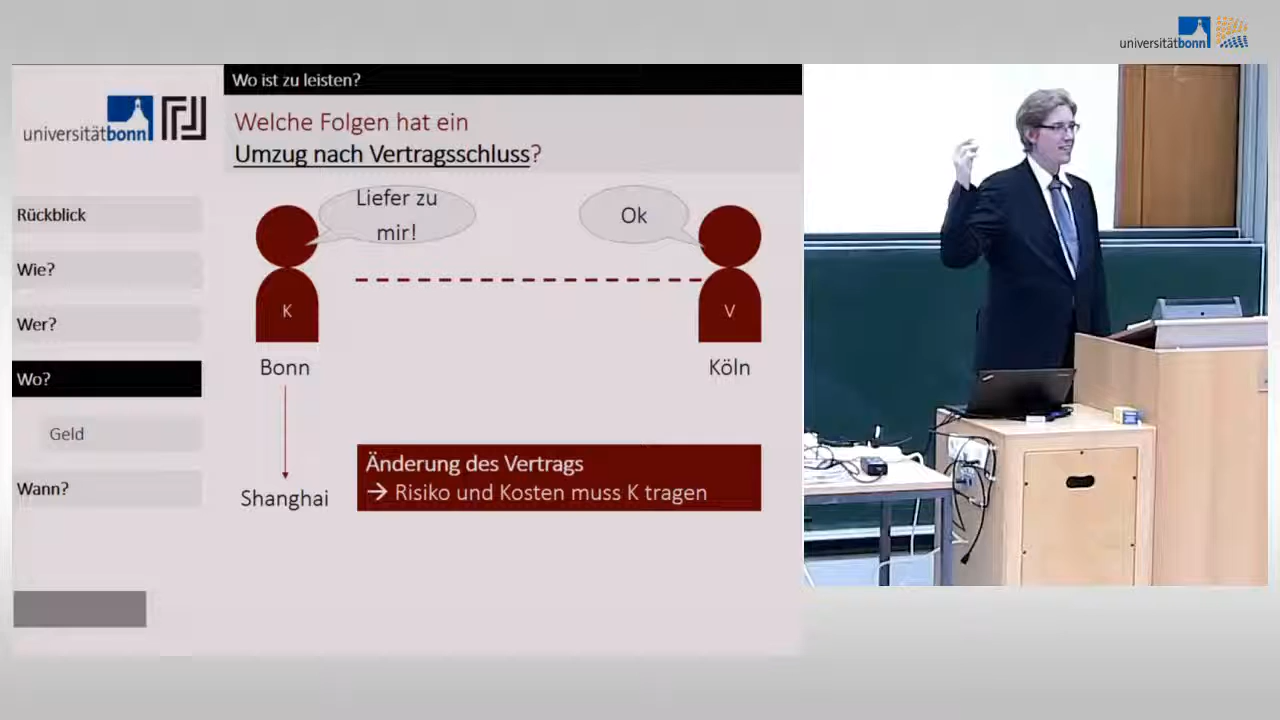 universitätbonn
Wo ist zu leisten?
universitätbonn
Welche Folgen hat ein
Umzug nach Vertragsschluss?
Rückblick
Wie?
Wer?
Wo?
Geld
Wann?
Liefer zu
mir!
Ok
K
V
Bonn
Köln
Shanghai
Änderung des Vertrags
→ Risiko und Kosten muss K tragen